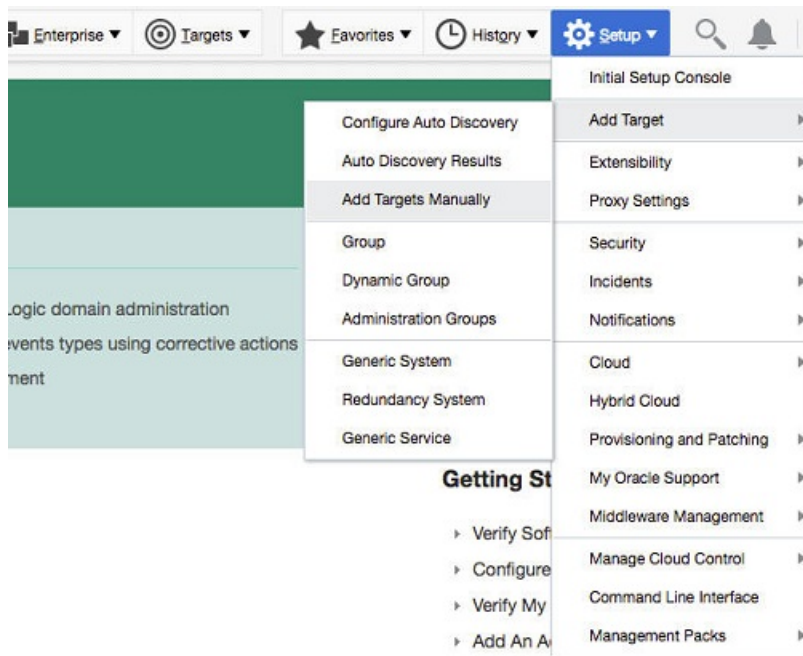 Enterprise ▼ Targets ▼ Favorites ▼ History ▼ Setup ▼
Initial Setup Console
Add Target
Extensibility
Proxy Settings
Security
Incidents
Notifications
Cloud
Hybrid Cloud
Provisioning and Patching
My Oracle Support
Middleware Management
Manage Cloud Control
Command Line Interface
Management Packs
Configure Auto Discovery
Auto Discovery Results
Add Targets Manually
Group
Dynamic Group
Administration Groups
Generic System
Redundancy System
Generic Service
Logic domain administration
events types using corrective actions
ment
Getting St
Verify Soft
Configure
Verify My
Add An A